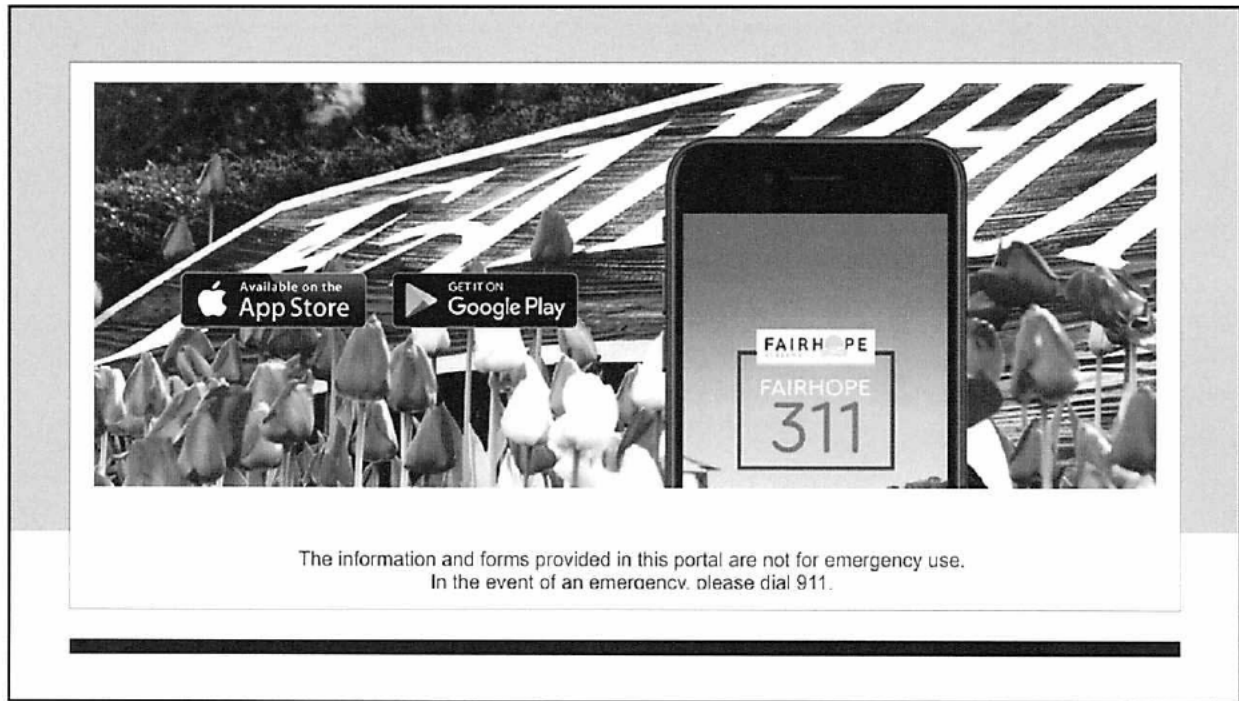 Available on the
App Store
GET IT ON
Google Play
FAIRHOPE
FAIRHOPE
311
The information and forms provided in this portal are not for emergency use.
In the event of an emergency, please dial 911.